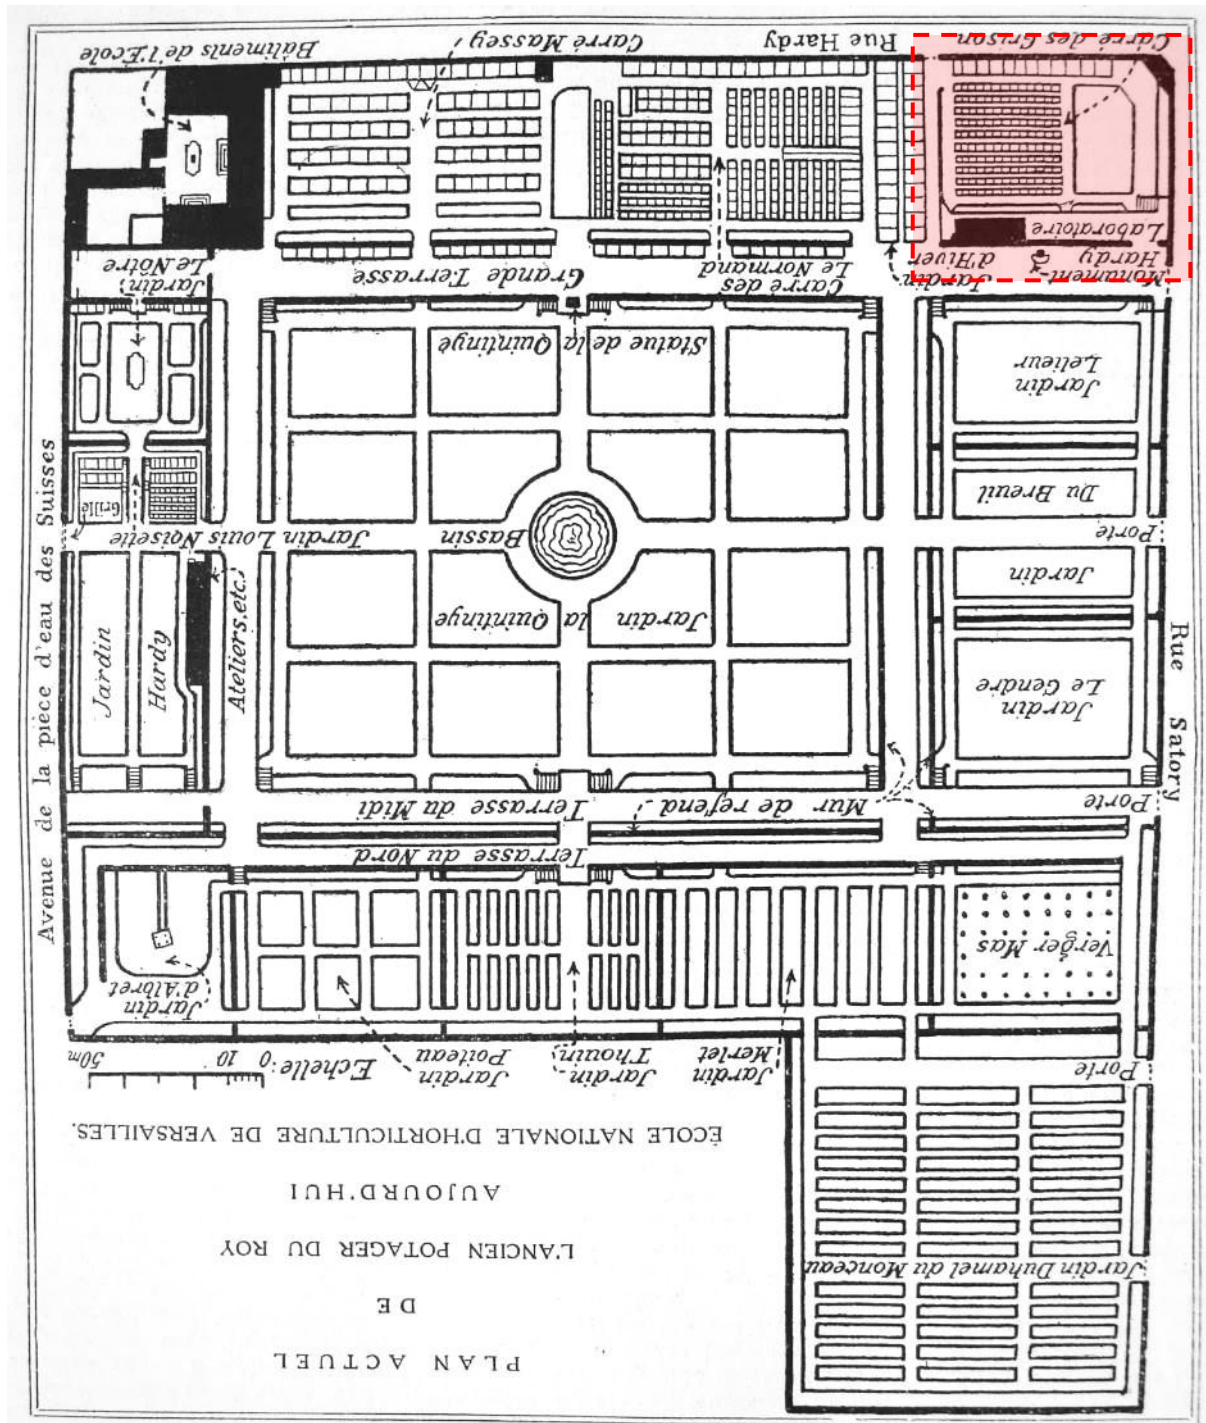 PLAN ACTUEL
DE
L'ANCIEN POTAGER DU ROY
AUJOURD'HUI
ÉCOLE NATIONALE D'HORTICULTURE DE VERSAILLES.
Echelle:
0
10
50m
Jardin Duhamel du Monceau
Porte
Jardin
Merlet
Jardin
Thouin
Jardin
Poiteau
Jardin
d'Albret
Verger Mas
Terrasse du Nord
Terrasse du Midi
Mur de refend
Porte
Jardin
Le Gendre
Jardin
Porte
Du Breuil
Jardin
Lelieur
Rue Satory
Jardin la
Quintinye
Bassin
Statue de la
Quintinye
Ateliers.etc.
Jardin
Hardy
Jardin Louis Noisette
Grille
Avenue de la pièce d'eau des Suisses
Jardin
Le Nôtre
Grande Terrasse
Carré des
Le Normand
Jardin
d'Hiver
Monument
Hardy
Laboratoire
Carré des Grison
Rue Hardy
Carré Massey
Bâtiments de l'Ecole